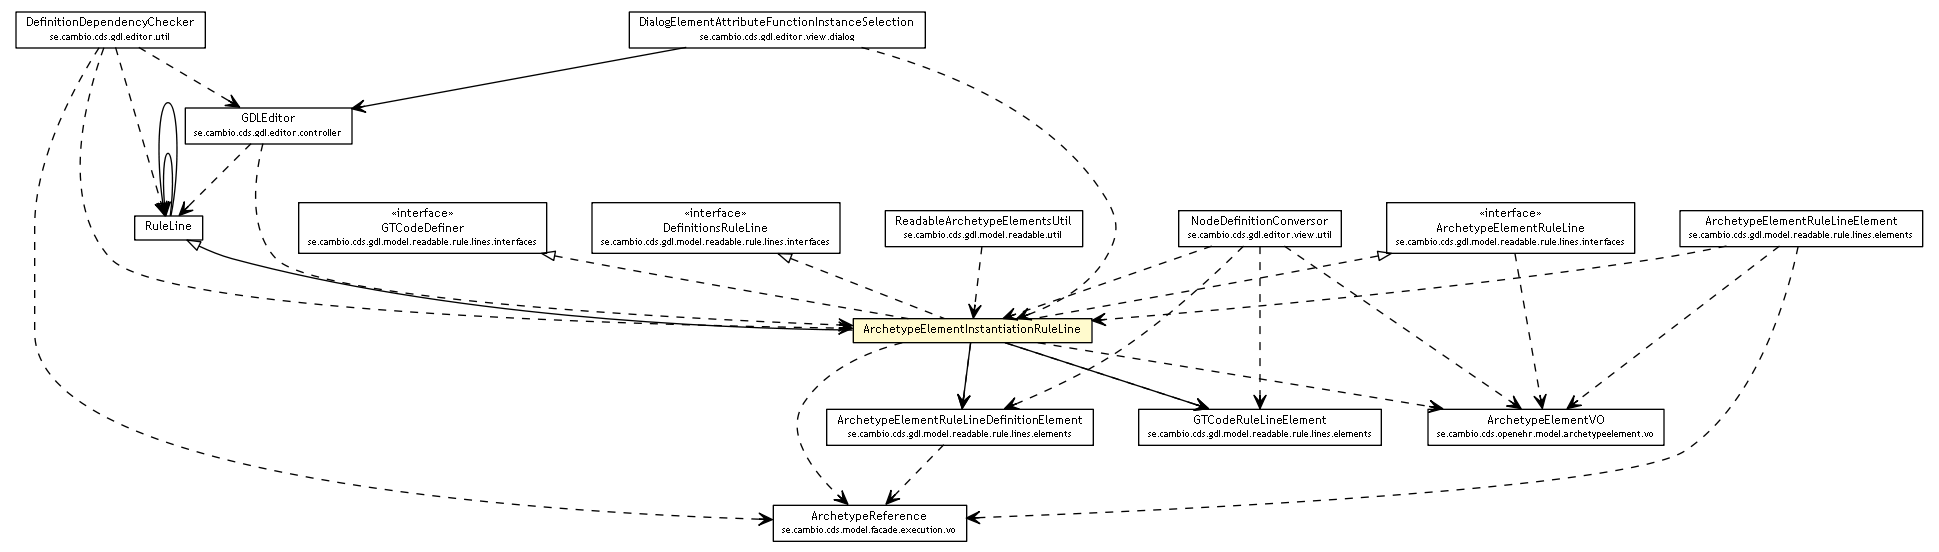 DefinitionDependencyChecker
se.cambio.cds.gdl.editor.util
DialogElementAttributeFunctionInstanceSelection
se.cambio.cds.gdl.editor.view.dialog
GDLEditor
se.cambio.cds.gdl.editor.controller
RuleLine
«interface»
GTCodeDefiner
se.cambio.cds.gdl.model.readable.rule.lines.interfaces
«interface»
DefinitionsRuleLine
se.cambio.cds.gdl.model.readable.rule.lines.interfaces
ReadableArchetypeElementsUtil
se.cambio.cds.gdl.model.readable.util
NodeDefinitionConversor
se.cambio.cds.gdl.editor.view.util
«interface»
ArchetypeElementRuleLine
se.cambio.cds.gdl.model.readable.rule.lines.interfaces
ArchetypeElementRuleLineElement
se.cambio.cds.gdl.model.readable.rule.lines.elements
ArchetypeElementInstantiationRuleLine
ArchetypeElementRuleLineDefinitionElement
se.cambio.cds.gdl.model.readable.rule.lines.elements
GTCodeRuleLineElement
se.cambio.cds.gdl.model.readable.rule.lines.elements
ArchetypeElementVO
se.cambio.cds.openehr.model.archetypeelement.vo
ArchetypeReference
se.cambio.cds.model.facade.execution.vo